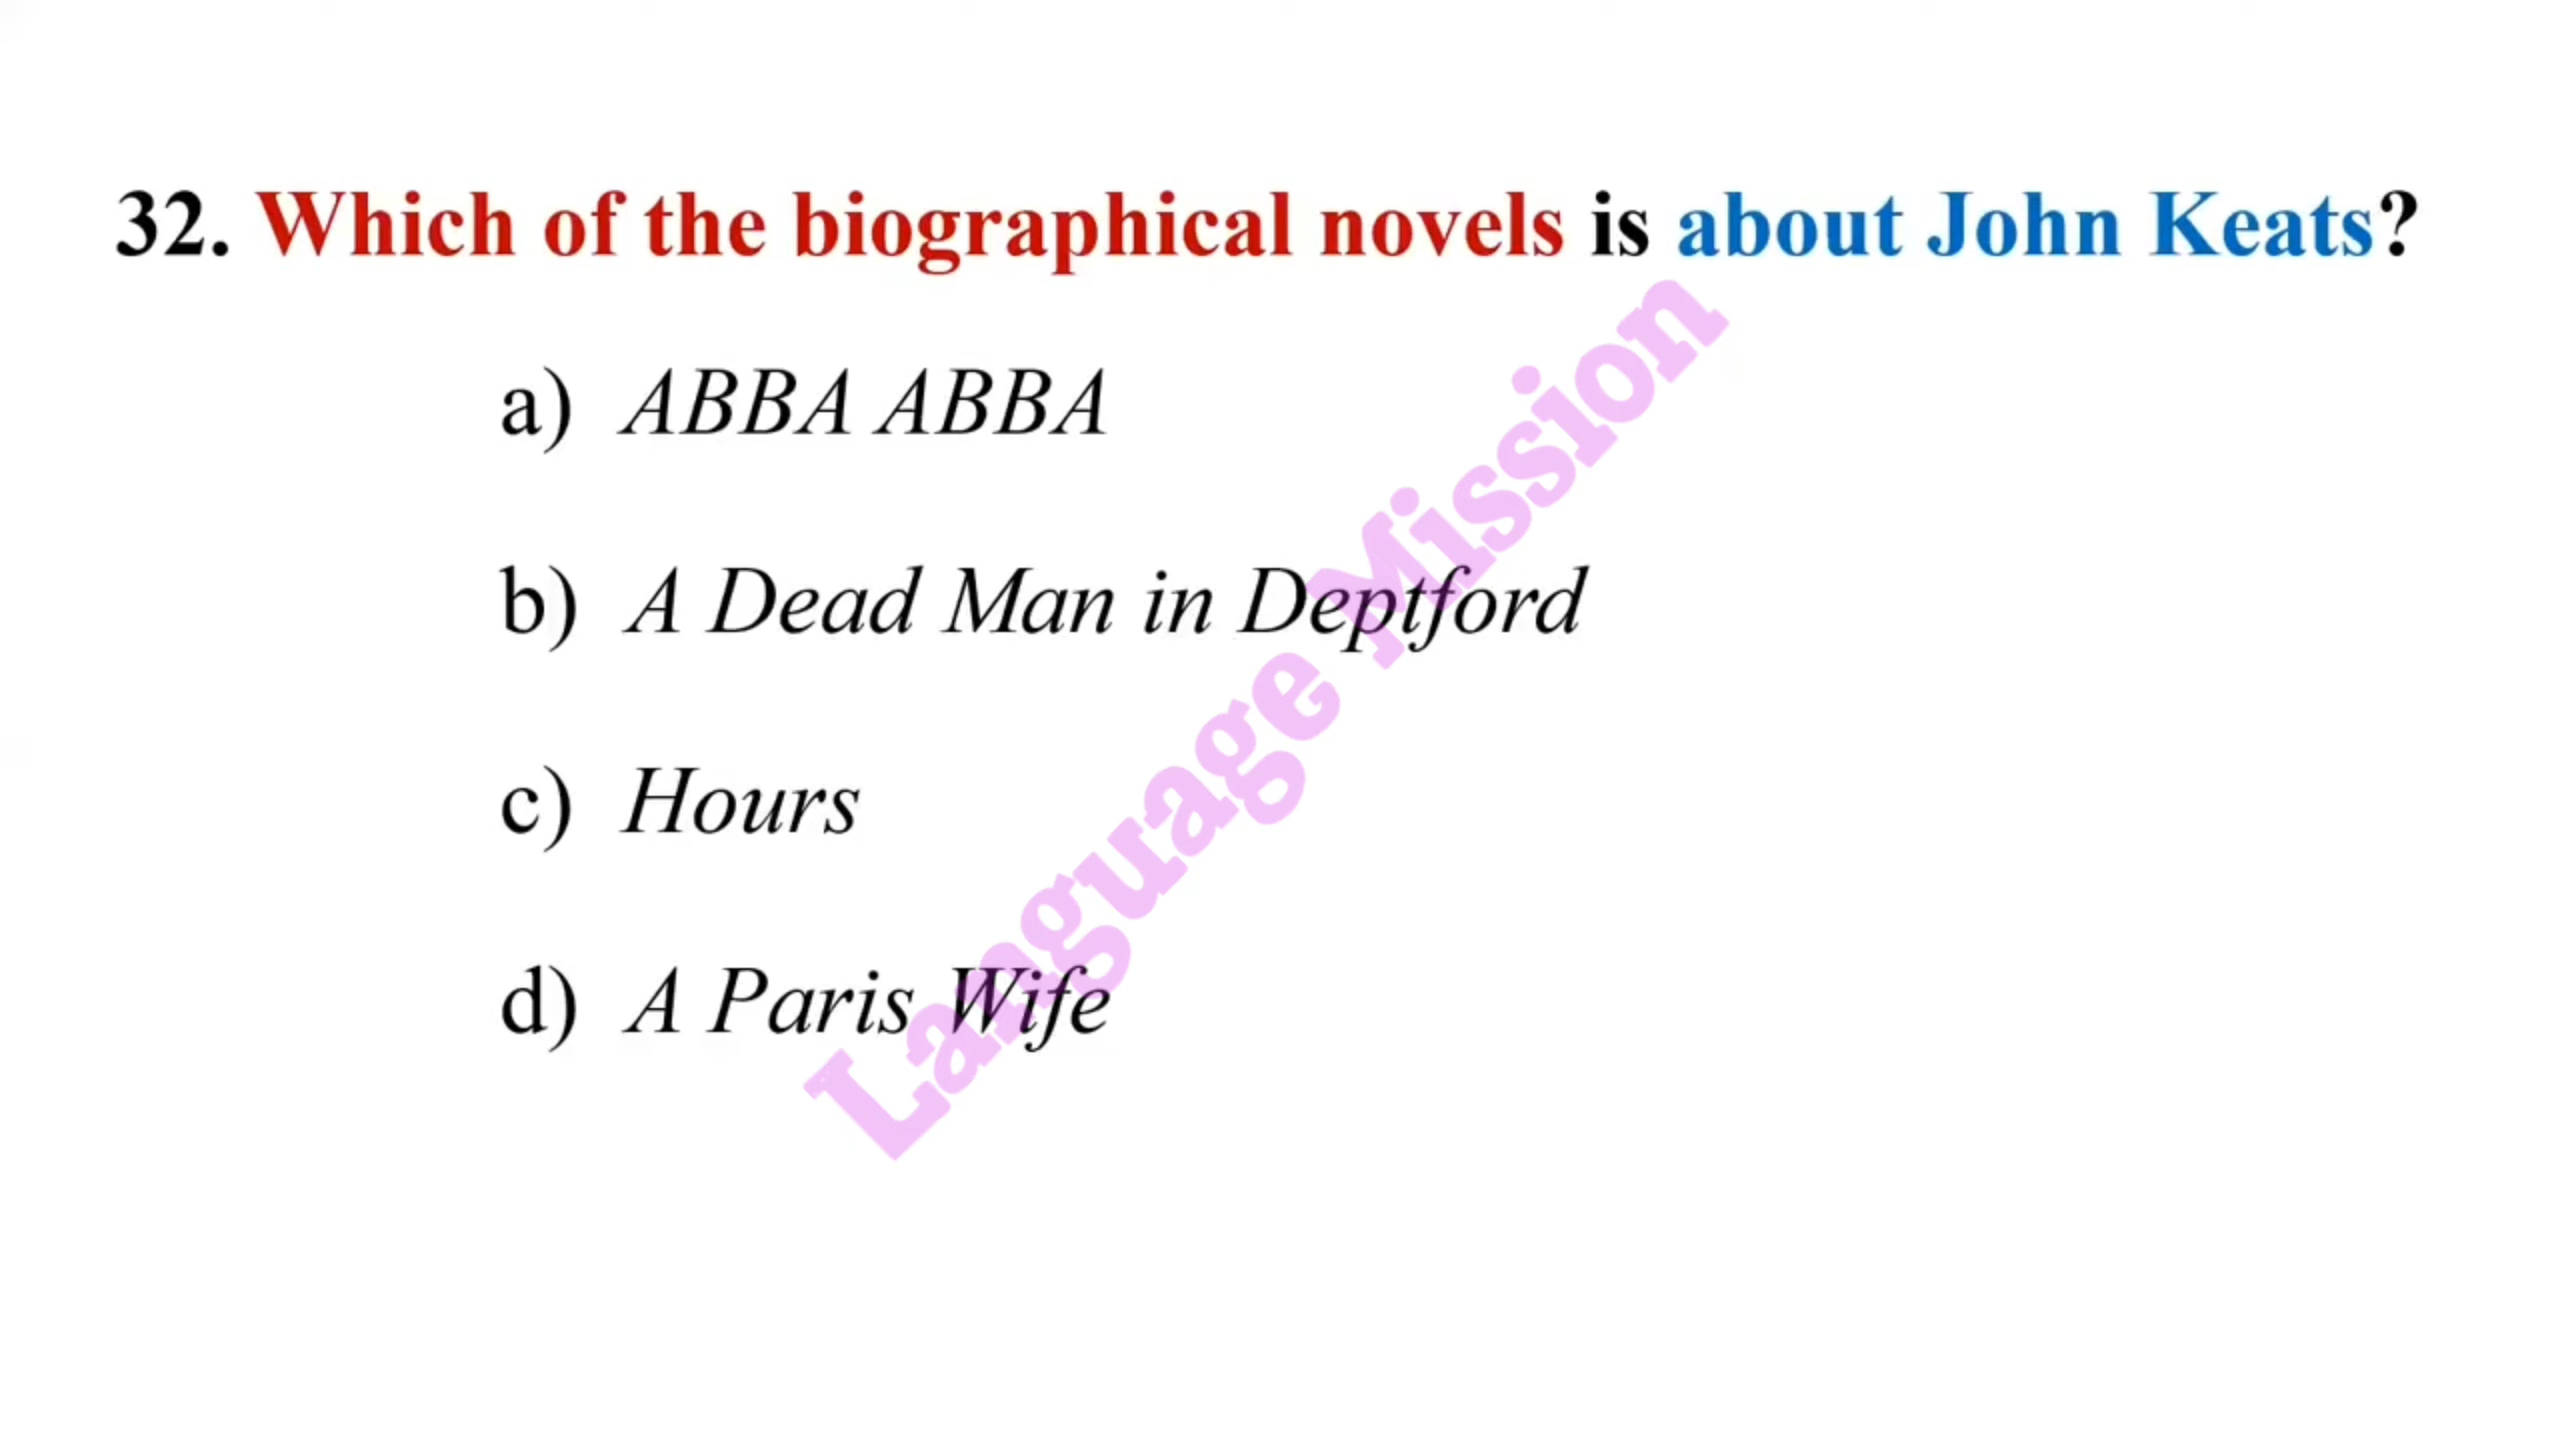 32. Which of the biographical novels is about John Keats?
a) ABBA ABBA
b) A Dead Man in Deptford
c) Hours
d) A Paris Wife
Language Mission